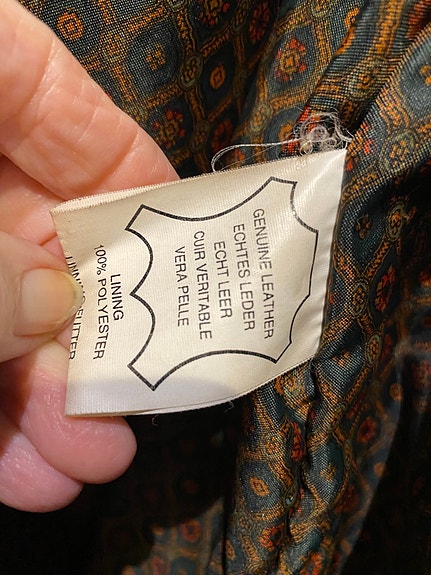 GENUINE LEATHER
ECHTES LEDER
ECHT LEER
CUIR VERITABLE
VERA PELLE
LINING
100% POLYESTER